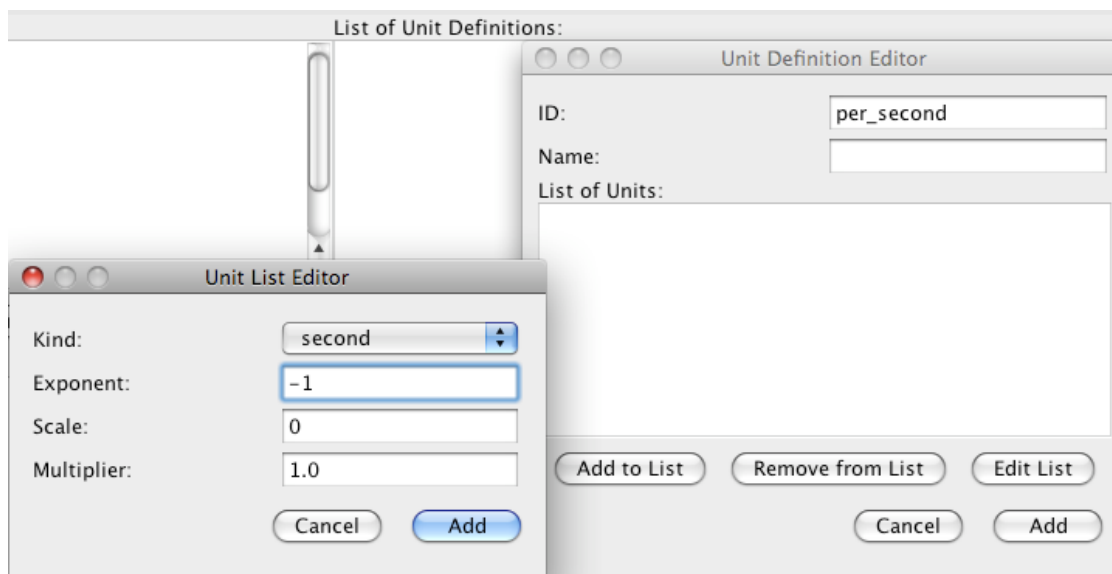 List of Unit Definitions:
Unit Definition Editor
ID: per_second
Name:
List of Units:
Unit List Editor
Kind: second
Exponent: -1
Scale: 0
Multiplier: 1.0
Cancel Add
Add to List Remove from List Edit List
Cancel Add